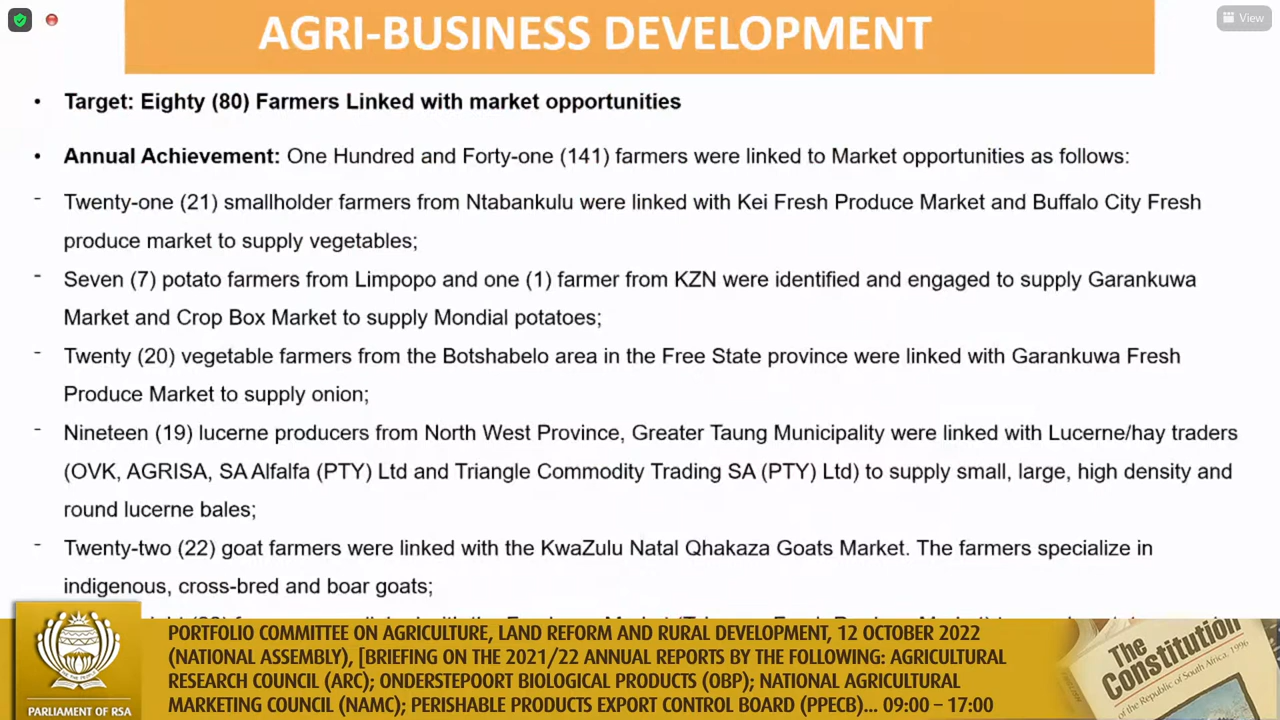 View
AGRI-BUSINESS DEVELOPMENT
• Target: Eighty (80) Farmers Linked with market opportunities
• Annual Achievement: One Hundred and Forty-one (141) farmers were linked to Market opportunities as follows:
- Twenty-one (21) smallholder farmers from Ntabankulu were linked with Kei Fresh Produce Market and Buffalo City Fresh
produce market to supply vegetables;
- Seven (7) potato farmers from Limpopo and one (1) farmer from KZN were identified and engaged to supply Garankuwa
Market and Crop Box Market to supply Mondial potatoes;
- Twenty (20) vegetable farmers from the Botshabelo area in the Free State province were linked with Garankuwa Fresh
Produce Market to supply onion;
- Nineteen (19) lucerne producers from North West Province, Greater Taung Municipality were linked with Lucerne/hay traders
(OVK, AGRISA, SA Alfalfa (PTY) Ltd and Triangle Commodity Trading SA (PTY) Ltd) to supply small, large, high density and
round lucerne bales;
- Twenty-two (22) goat farmers were linked with the KwaZulu Natal Qhakaza Goats Market. The farmers specialize in
indigenous, cross-bred and boar goats;
PORTFOLIO COMMITTEE ON AGRICULTURE, LAND REFORM AND RURAL DEVELOPMENT, 12 OCTOBER 2022
(NATIONAL ASSEMBLY), [BRIEFING ON THE 2021/22 ANNUAL REPORTS BY THE FOLLOWING: AGRICULTURAL
RESEARCH COUNCIL (ARC); ONDERSTEPOORT BIOLOGICAL PRODUCTS (OBP); NATIONAL AGRICULTURAL
MARKETING COUNCIL (NAMC); PERISHABLE PRODUCTS EXPORT CONTROL BOARD (PPECB)... 09:00 – 17:00
PARLIAMENT OF RSA
The
Constitution
of the Republic of South Africa, 1996